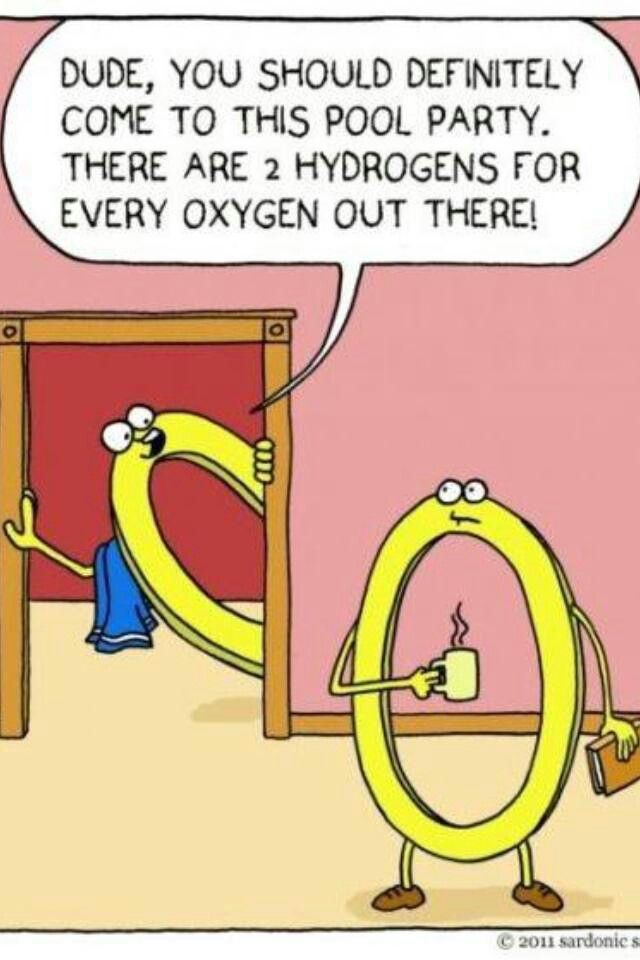 DUDE, YOU SHOULD DEFINITELY
COME TO THIS POOL PARTY.
THERE ARE 2 HYDROGENS FOR
EVERY OXYGEN OUT THERE!
© 2011 sardonic s